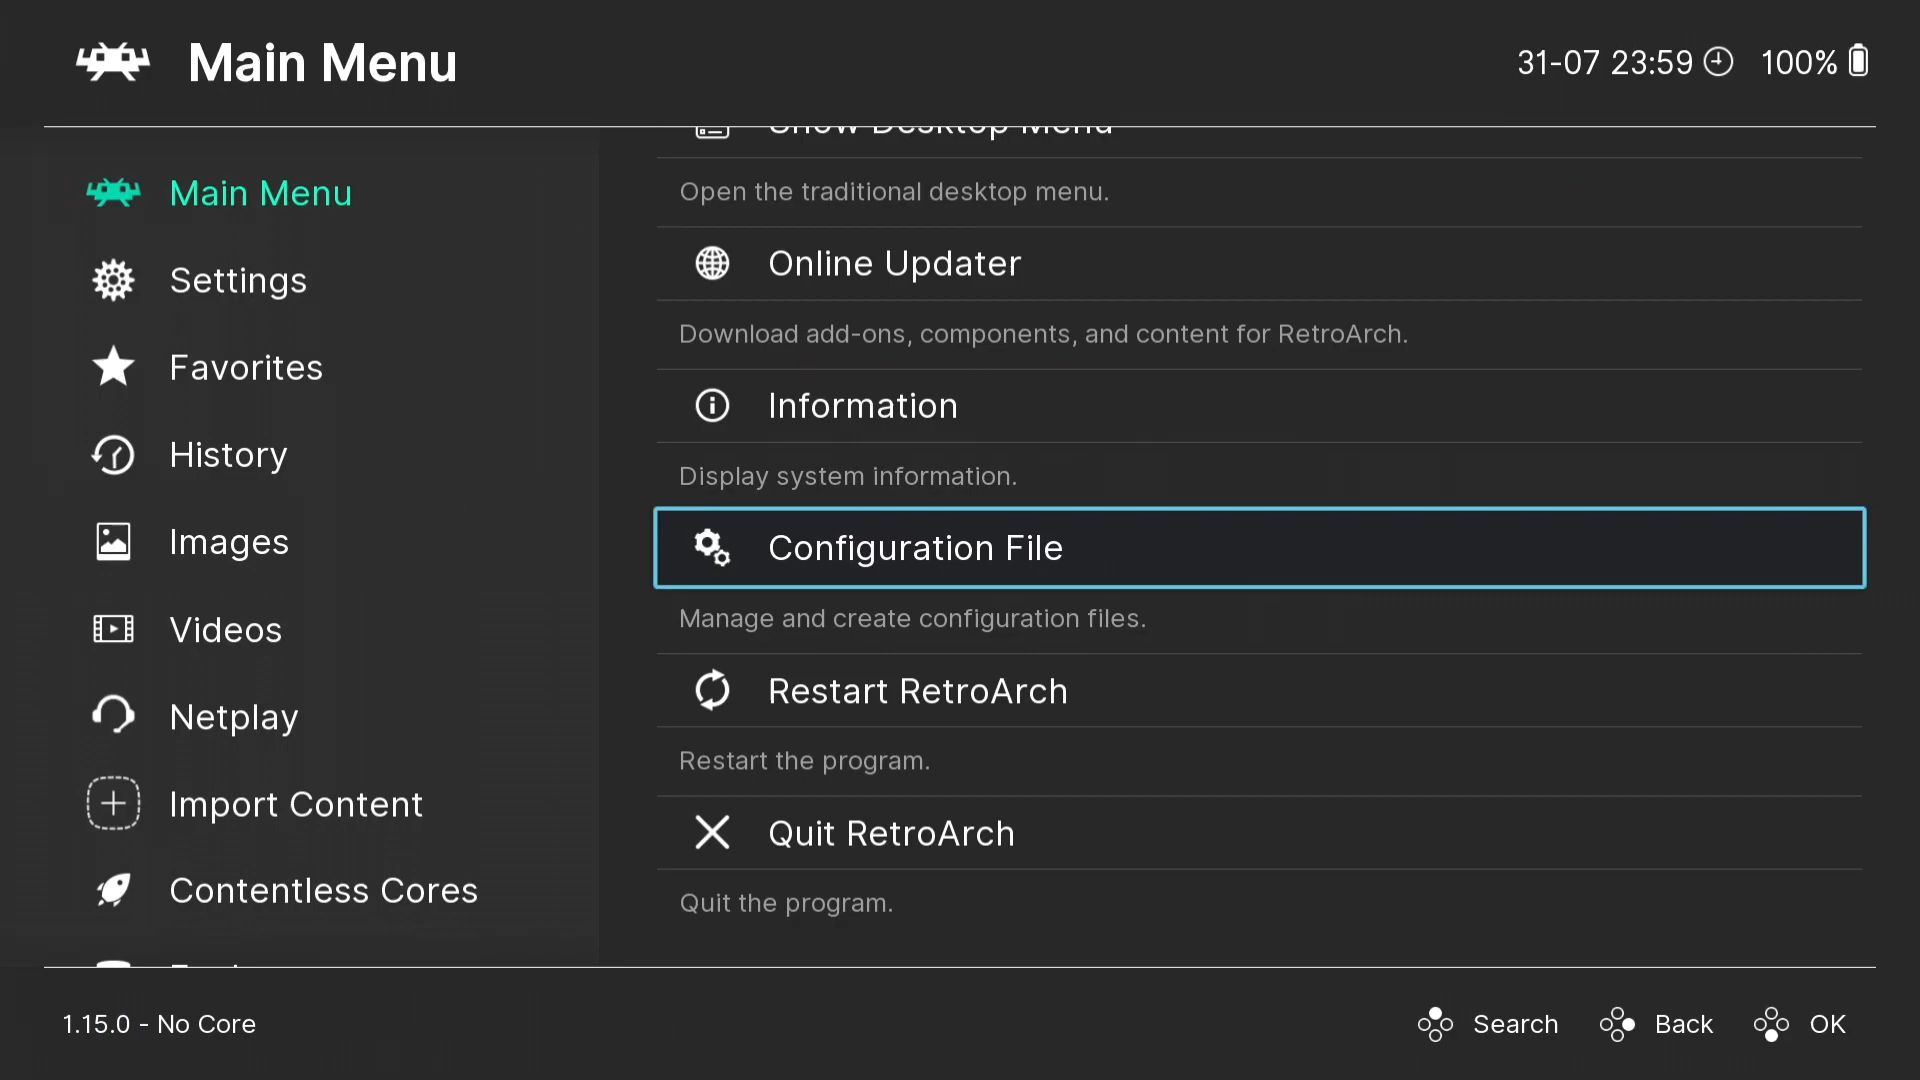 Main Menu
31-07 23:59 100%
Main Menu
Settings
Favorites
History
Images
Videos
Netplay
Import Content
Contentless Cores
Show Desktop Menu
Open the traditional desktop menu.
Online Updater
Download add-ons, components, and content for RetroArch.
Information
Display system information.
Configuration File
Manage and create configuration files.
Restart RetroArch
Restart the program.
Quit RetroArch
Quit the program.
1.15.0 - No Core
Search Back OK